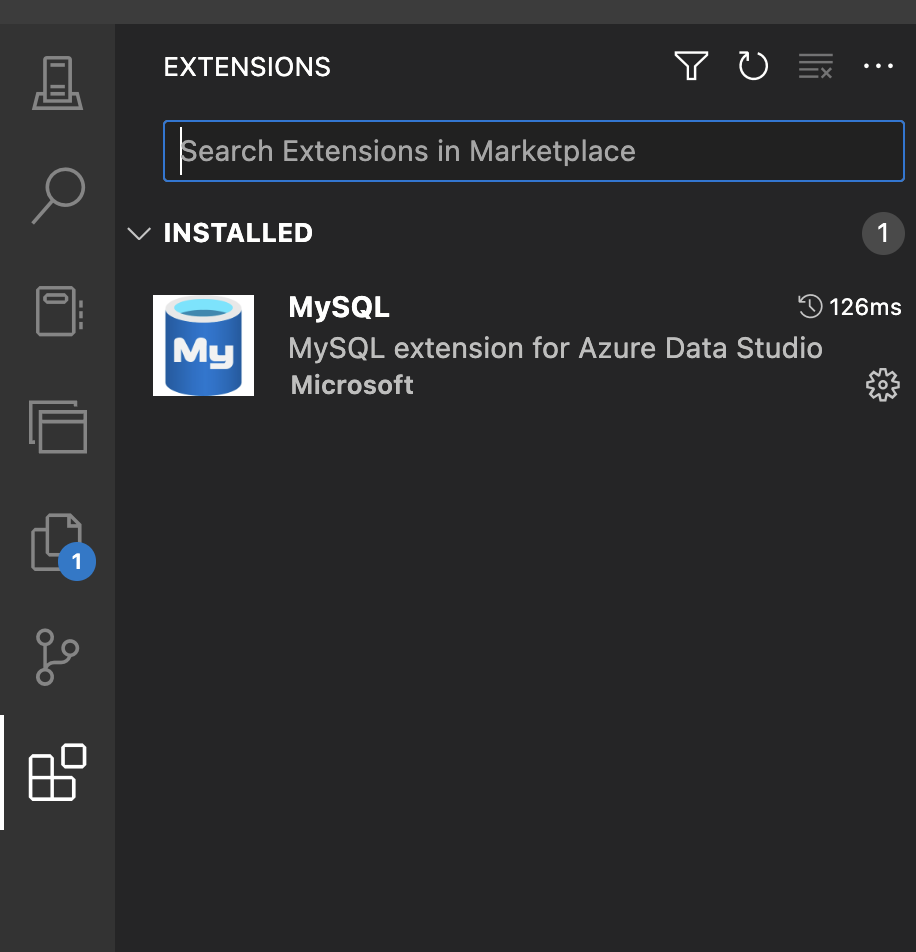 EXTENSIONS
Search Extensions in Marketplace
INSTALLED 1
MySQL 126ms
My
MySQL extension for Azure Data Studio
Microsoft
1